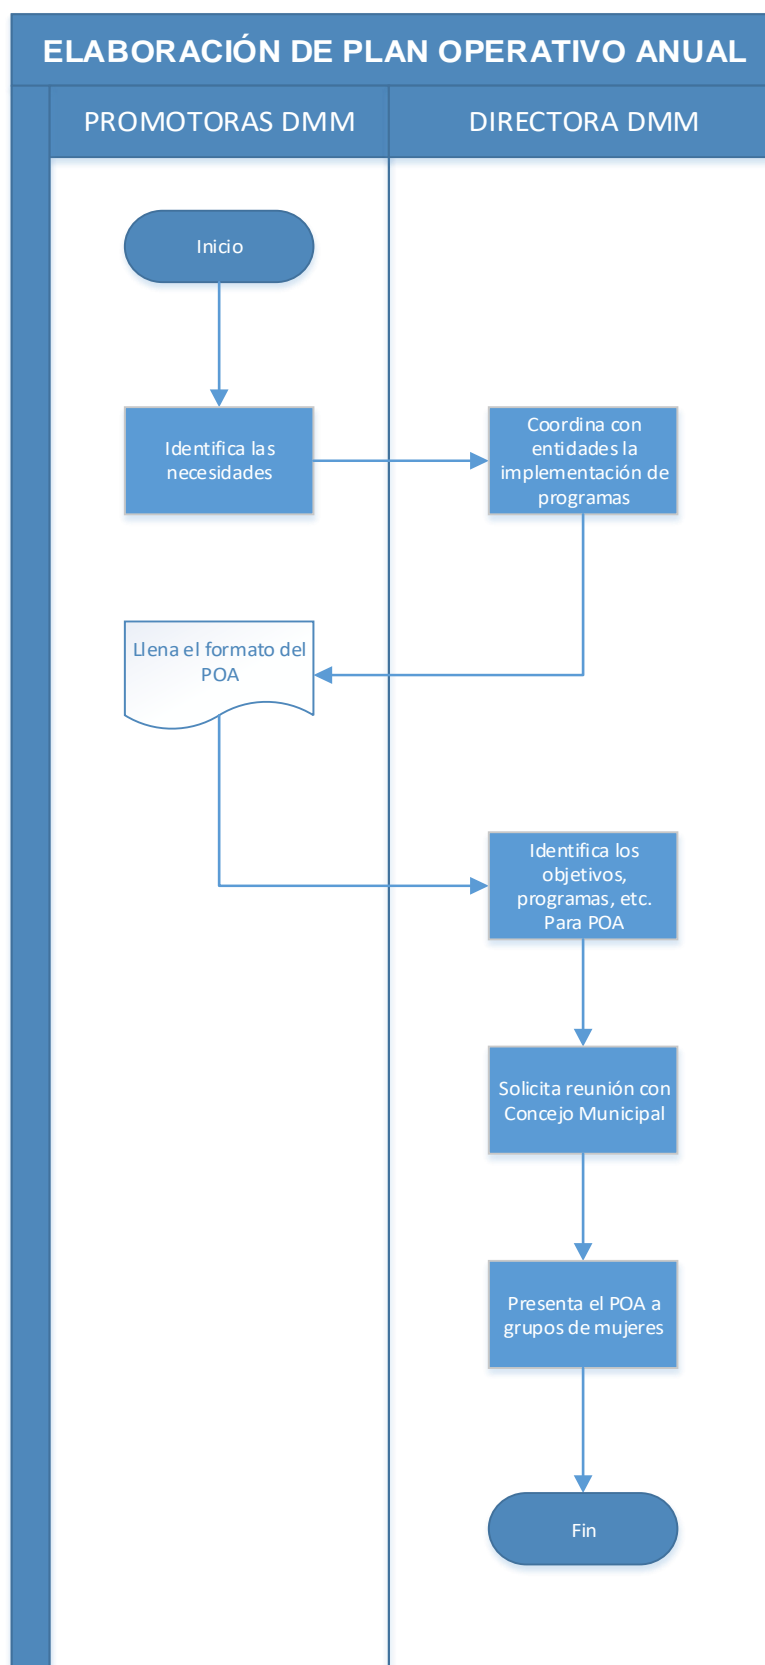 ELABORACIÓN DE PLAN OPERATIVO ANUAL
PROMOTORAS DMM
DIRECTORA DMM
Inicio
Identifica las
necesidades
Coordina con
entidades la
implementación de
programas
Llena el formato del
POA
Identifica los
objetivos,
programas, etc.
Para POA
Solicita reunión con
Concejo Municipal
Presenta el POA a
grupos de mujeres
Fin